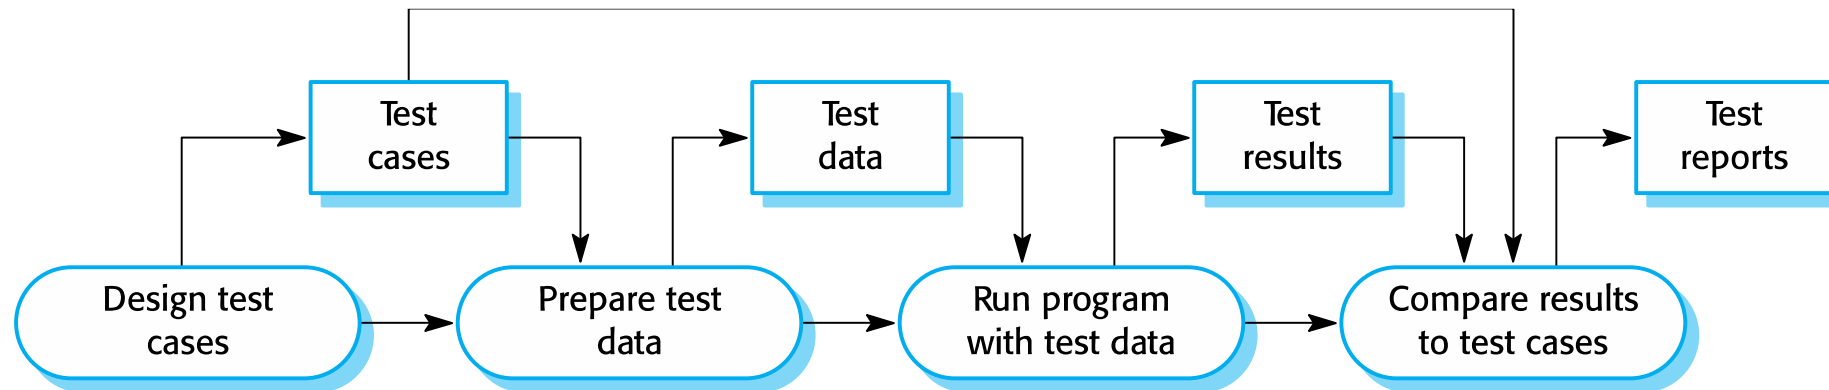 Test
cases
Test
data
Test
results
Test
reports
Design test
cases
Prepare test
data
Run program
with test data
Compare results
to test cases